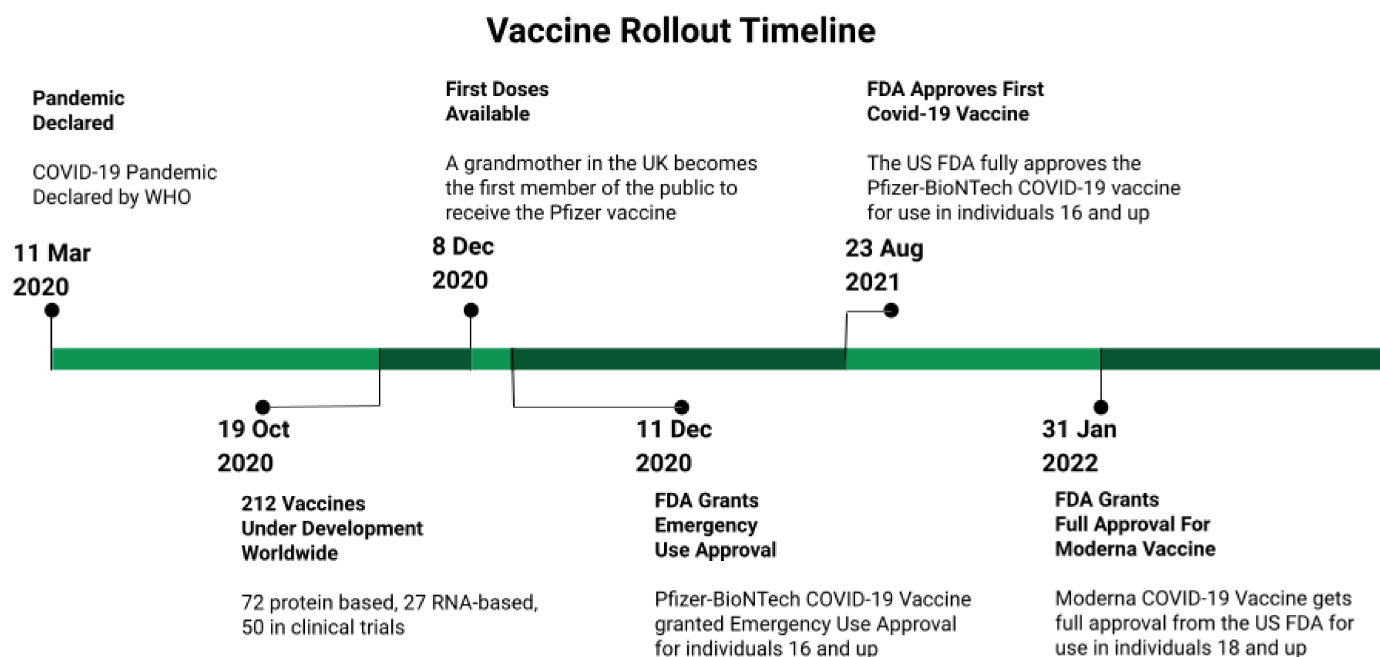 Vaccine Rollout Timeline
Pandemic
Declared
COVID-19 Pandemic
Declared by WHO
11 Mar
2020
First Doses
Available
A grandmother in the UK becomes
the first member of the public to
receive the Pfizer vaccine
8 Dec
2020
FDA Approves First
Covid-19 Vaccine
The US FDA fully approves the
Pfizer-BioNTech COVID-19 vaccine
for use in individuals 16 and up
23 Aug
2021
19 Oct
2020
212 Vaccines
Under Development
Worldwide
72 protein based, 27 RNA-based,
50 in clinical trials
11 Dec
2020
FDA Grants
Emergency
Use Approval
Pfizer-BioNTech COVID-19 Vaccine
granted Emergency Use Approval
for individuals 16 and up
31 Jan
2022
FDA Grants
Full Approval For
Moderna Vaccine
Moderna COVID-19 Vaccine gets
full approval from the US FDA for
use in individuals 18 and up